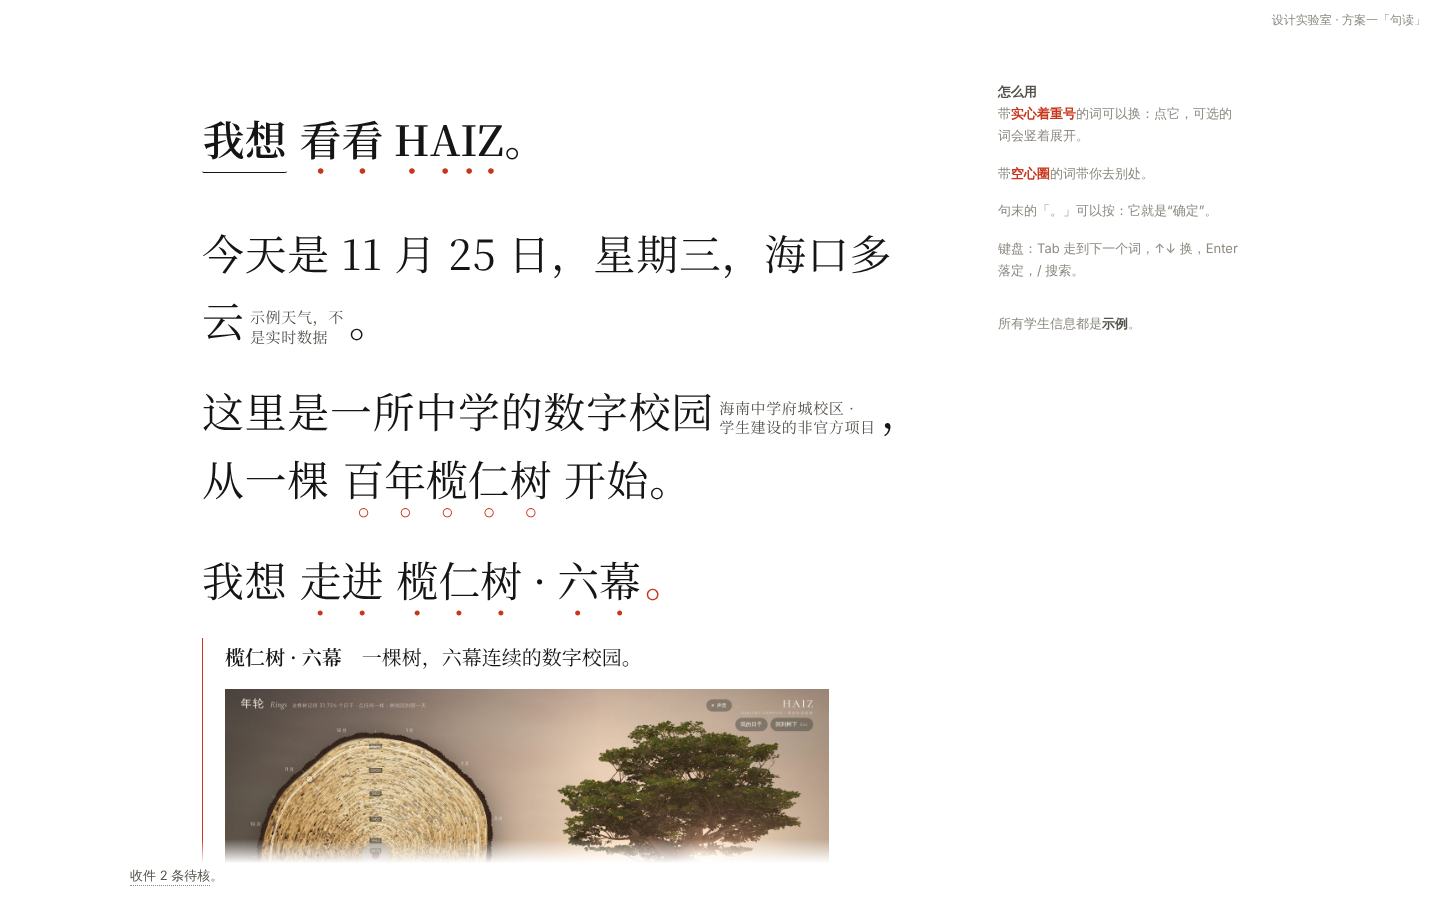 设计实验室 · 方案一「句读」
我想 看看 HAIZ。
今天是 11 月 25 日，星期三，海口多
云 示例天气，不
是实时数据 。
这里是一所中学的数字校园 海南中学府城校区 ·
学生建设的非官方项目 ，
从一棵 百年榄仁树 开始。
我想 走进 榄仁树 · 六幕。
榄仁树 · 六幕 一棵树，六幕连续的数字校园。
年轮 Rings
HAIZ
收件 2 条待核。
怎么用
带实心着重号的词可以换：点它，可选的
词会竖着展开。
带空心圈的词带你去别处。
句末的「。」可以按：它就是“确定”。
键盘：Tab 走到下一个词，↑↓ 换，Enter
落定，/ 搜索。
所有学生信息都是示例。